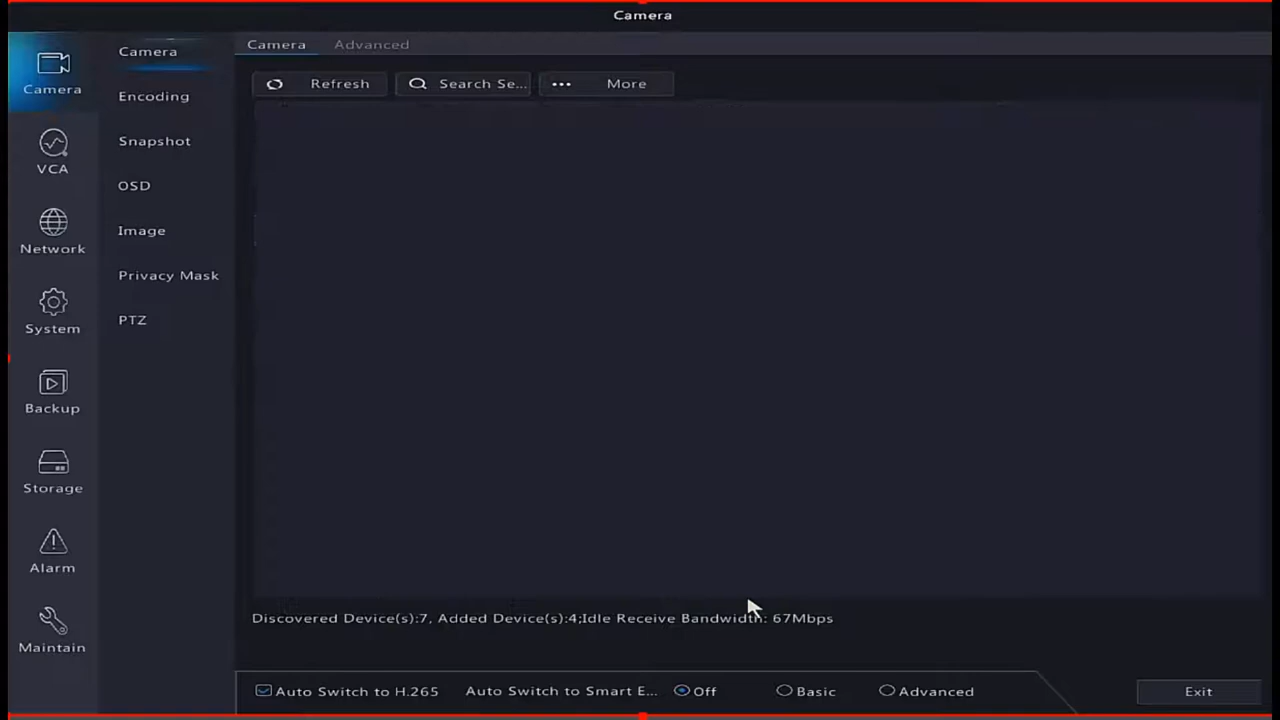 Camera
Camera
VCA
Network
System
Backup
Storage
Alarm
Maintain
Camera
Encoding
Snapshot
OSD
Image
Privacy Mask
PTZ
Camera Advanced
Refresh Search Se... More
Discovered Device(s):7, Added Device(s):4;Idle Receive Bandwidth: 67Mbps
Auto Switch to H.265 Auto Switch to Smart E... Off Basic Advanced Exit